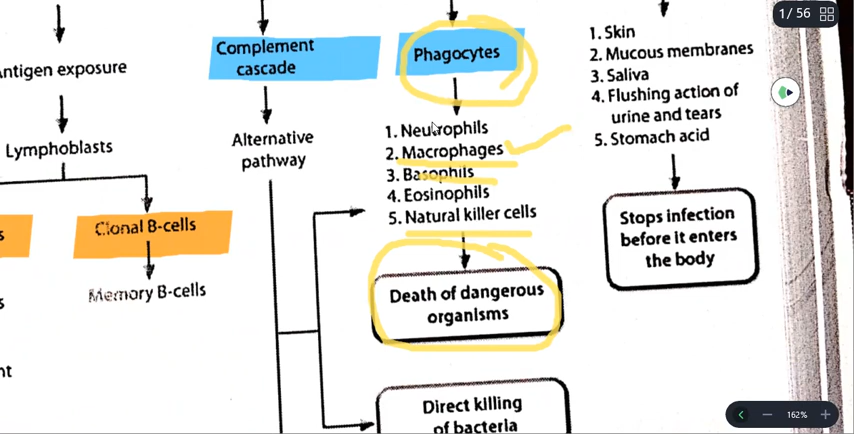 1/56
Antigen exposure
Lymphoblasts
s
Clonal B-cells
s
Memory B-cells
nt
Complement
cascade
Alternative
pathway
Phagocytes
1. Neutrophils
2. Macrophages
3. Basophils
4. Eosinophils
5. Natural killer cells
Death of dangerous
organisms
Direct killing
of bacteria
1. Skin
2. Mucous membranes
3. Saliva
4. Flushing action of
urine and tears
5. Stomach acid
Stops infection
before it enters
the body
162%